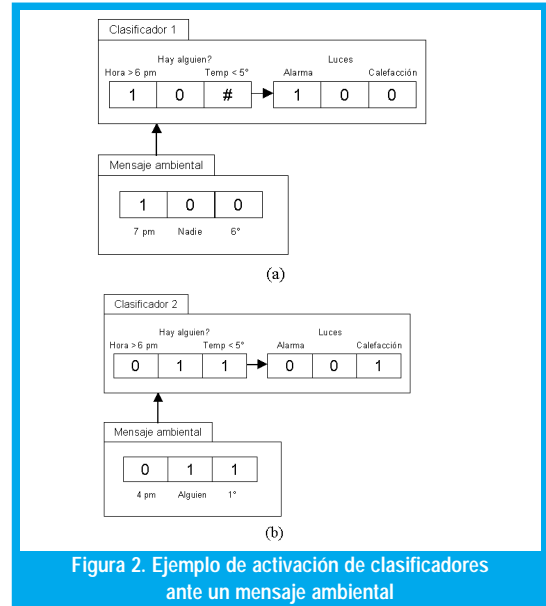 Clasificador 1
Hay alguien? Luces
Hora > 6 pm Temp < 5° Alarma Calefacción
1 0 # 1 0 0
Mensaje ambiental
1 0 0
7 pm Nadie 6°
(a)
Clasificador 2
Hay alguien? Luces
Hora > 6 pm Temp < 5° Alarma Calefacción
0 1 1 0 0 1
Mensaje ambiental
0 1 1
4 pm Alguien 1°
(b)
Figura 2. Ejemplo de activación de clasificadores
ante un mensaje ambiental